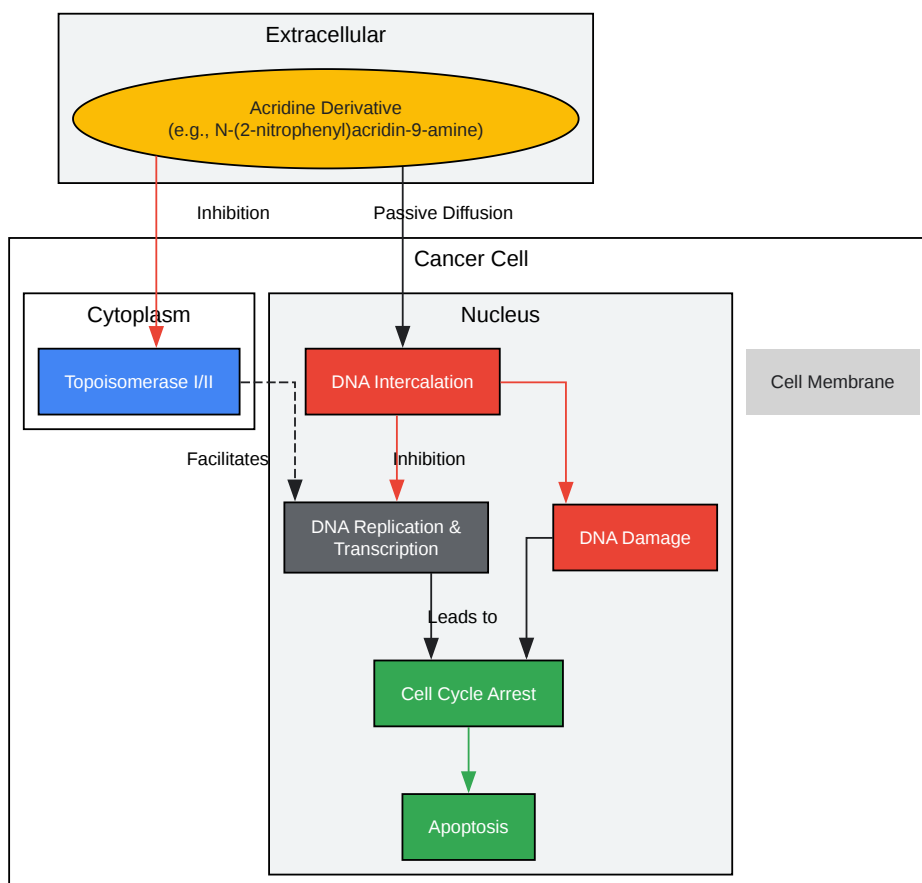 Extracellular
Acridine Derivative
(e.g., N-(2-nitrophenyl)acridin-9-amine)
Inhibition
Passive Diffusion
Cancer Cell
Cytoplasm
Nucleus
Topoisomerase I/II
DNA Intercalation
Cell Membrane
Facilitates
Inhibition
DNA Replication &
Transcription
DNA Damage
Leads to
Cell Cycle Arrest
Apoptosis